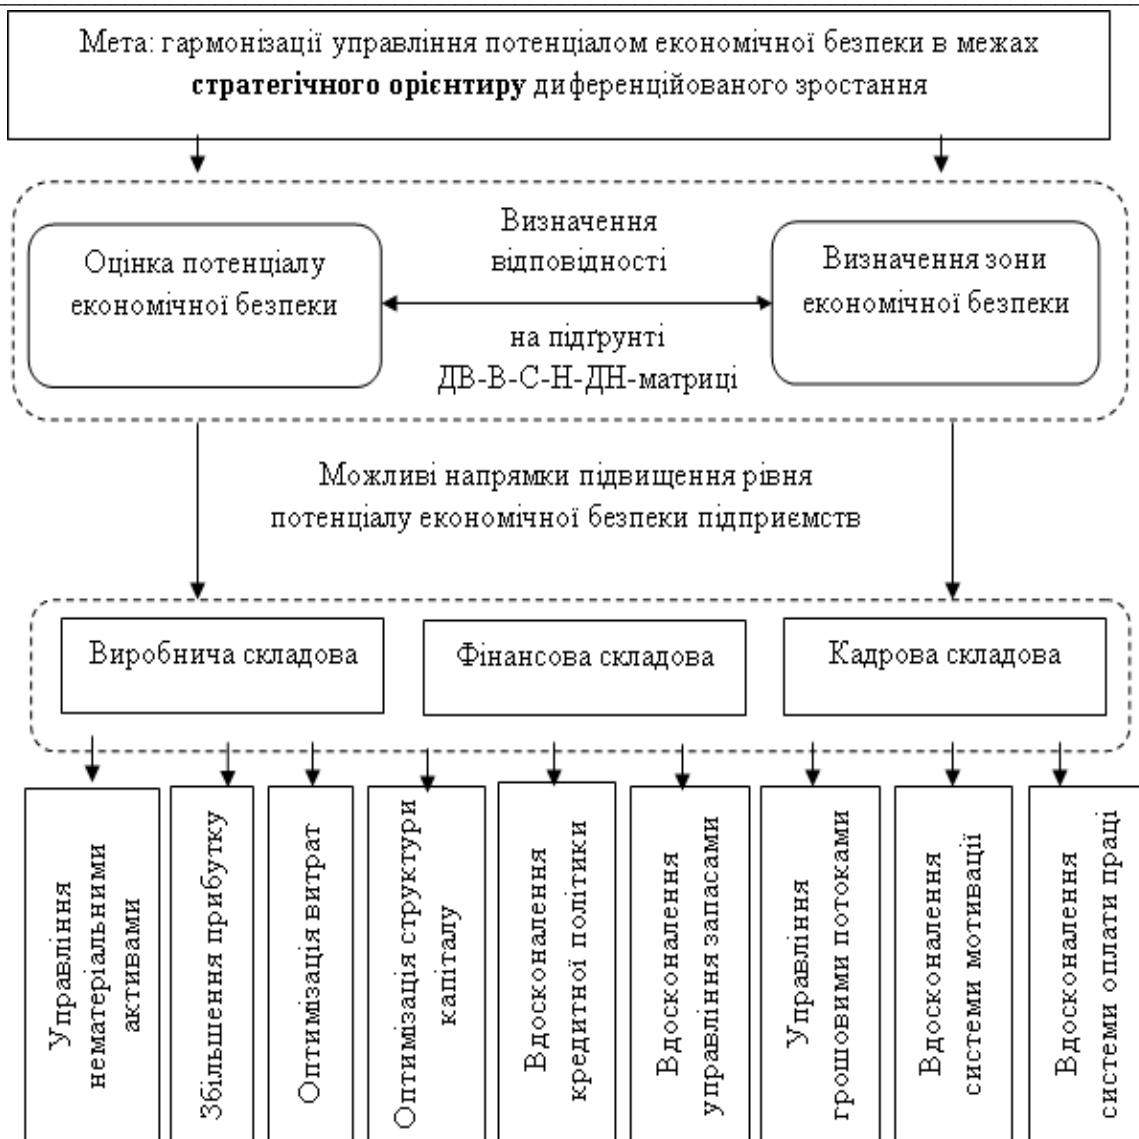 Мета: гармонізації управління потенціалом економічної безпеки в межах
стратегічного орієнтиру диференційованого зростання
Оцінка потенціалу
економічної безпеки
Визначення
відповідності
на підґрунті
ДВ-В-С-Н-ДН-матриці
Визначення зони
економічної безпеки
Можливі напрямки підвищення рівня
потенціалу економічної безпеки підприємств
Виробнича складова
Фінансова складова
Кадрова складова
Управління
нематеріальними
активами
Збільшення прибутку
Оптимізація витрат
Оптимізація структури
капіталу
Вдосконалення
кредитної політики
Вдосконалення
управління запасами
Управління
грошовими потоками
Вдосконалення
системи мотивації
Вдосконалення
системи оплати праці